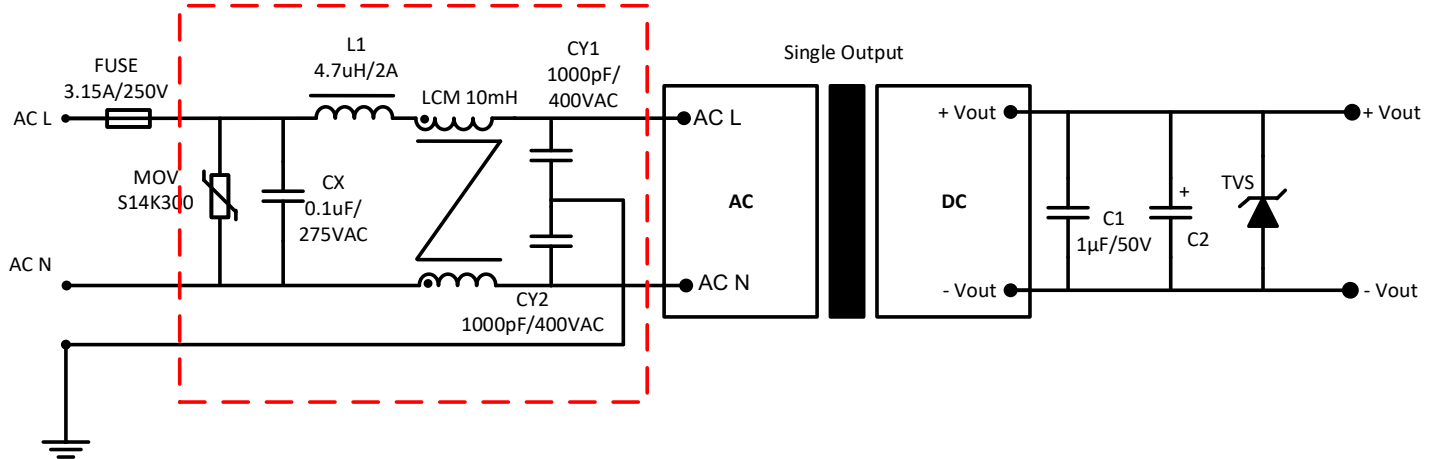 FUSE
3.15A/250V
AC L
MOV
S14K300
CX
0.1uF/
275VAC
L1
4.7uH/2A
LCM 10mH
CY1
1000pF/
400VAC
CY2
1000pF/400VAC
AC N
Single Output
AC L
AC
AC N
+ Vout
DC
- Vout
C1
1µF/50V
+
C2
TVS
+ Vout
- Vout